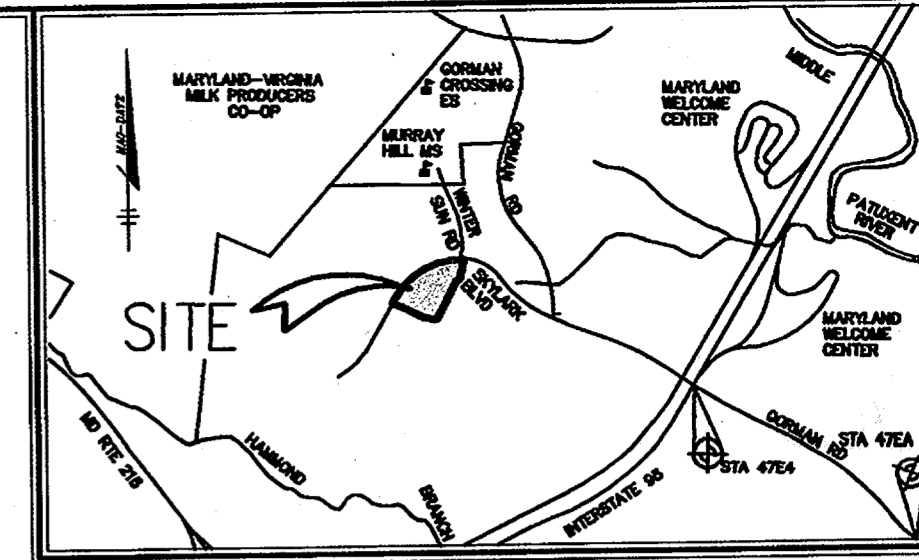 MARYLAND-VIRGINIA
MILK PRODUCERS
CO-OP
GORMAN
CROSSING
ES
MURRAY
HILL MS
GORMAN
RD
MARYLAND
WELCOME
CENTER
MIDDLE
PATUXENT
RIVER
WINTER
SUN RD
SKYLARK
BLVD
SITE
MARYLAND
WELCOME
CENTER
MD RTE 216
HAMMOND
BRANCH
INTERSTATE 95
GORMAN RD
STA 47E4
STA 47EA